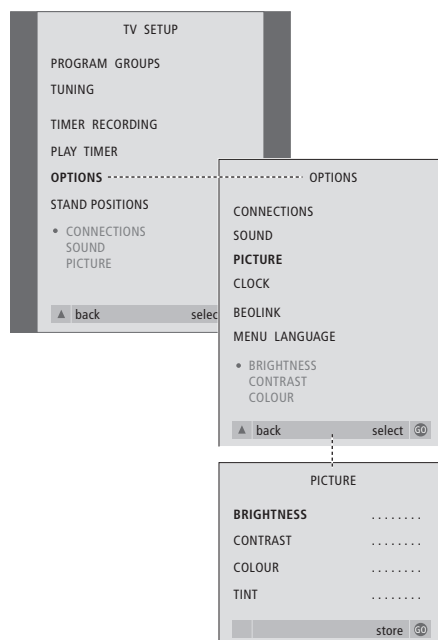 TV SETUP
PROGRAM GROUPS
TUNING
TIMER RECORDING
PLAY TIMER
OPTIONS
STAND POSITIONS
• CONNECTIONS
SOUND
PICTURE
▲ back selec
OPTIONS
CONNECTIONS
SOUND
PICTURE
CLOCK
BEOLINK
MENU LANGUAGE
• BRIGHTNESS
CONTRAST
COLOUR
▲ back select GO
PICTURE
BRIGHTNESS ........
CONTRAST ........
COLOUR ........
TINT ........
store GO